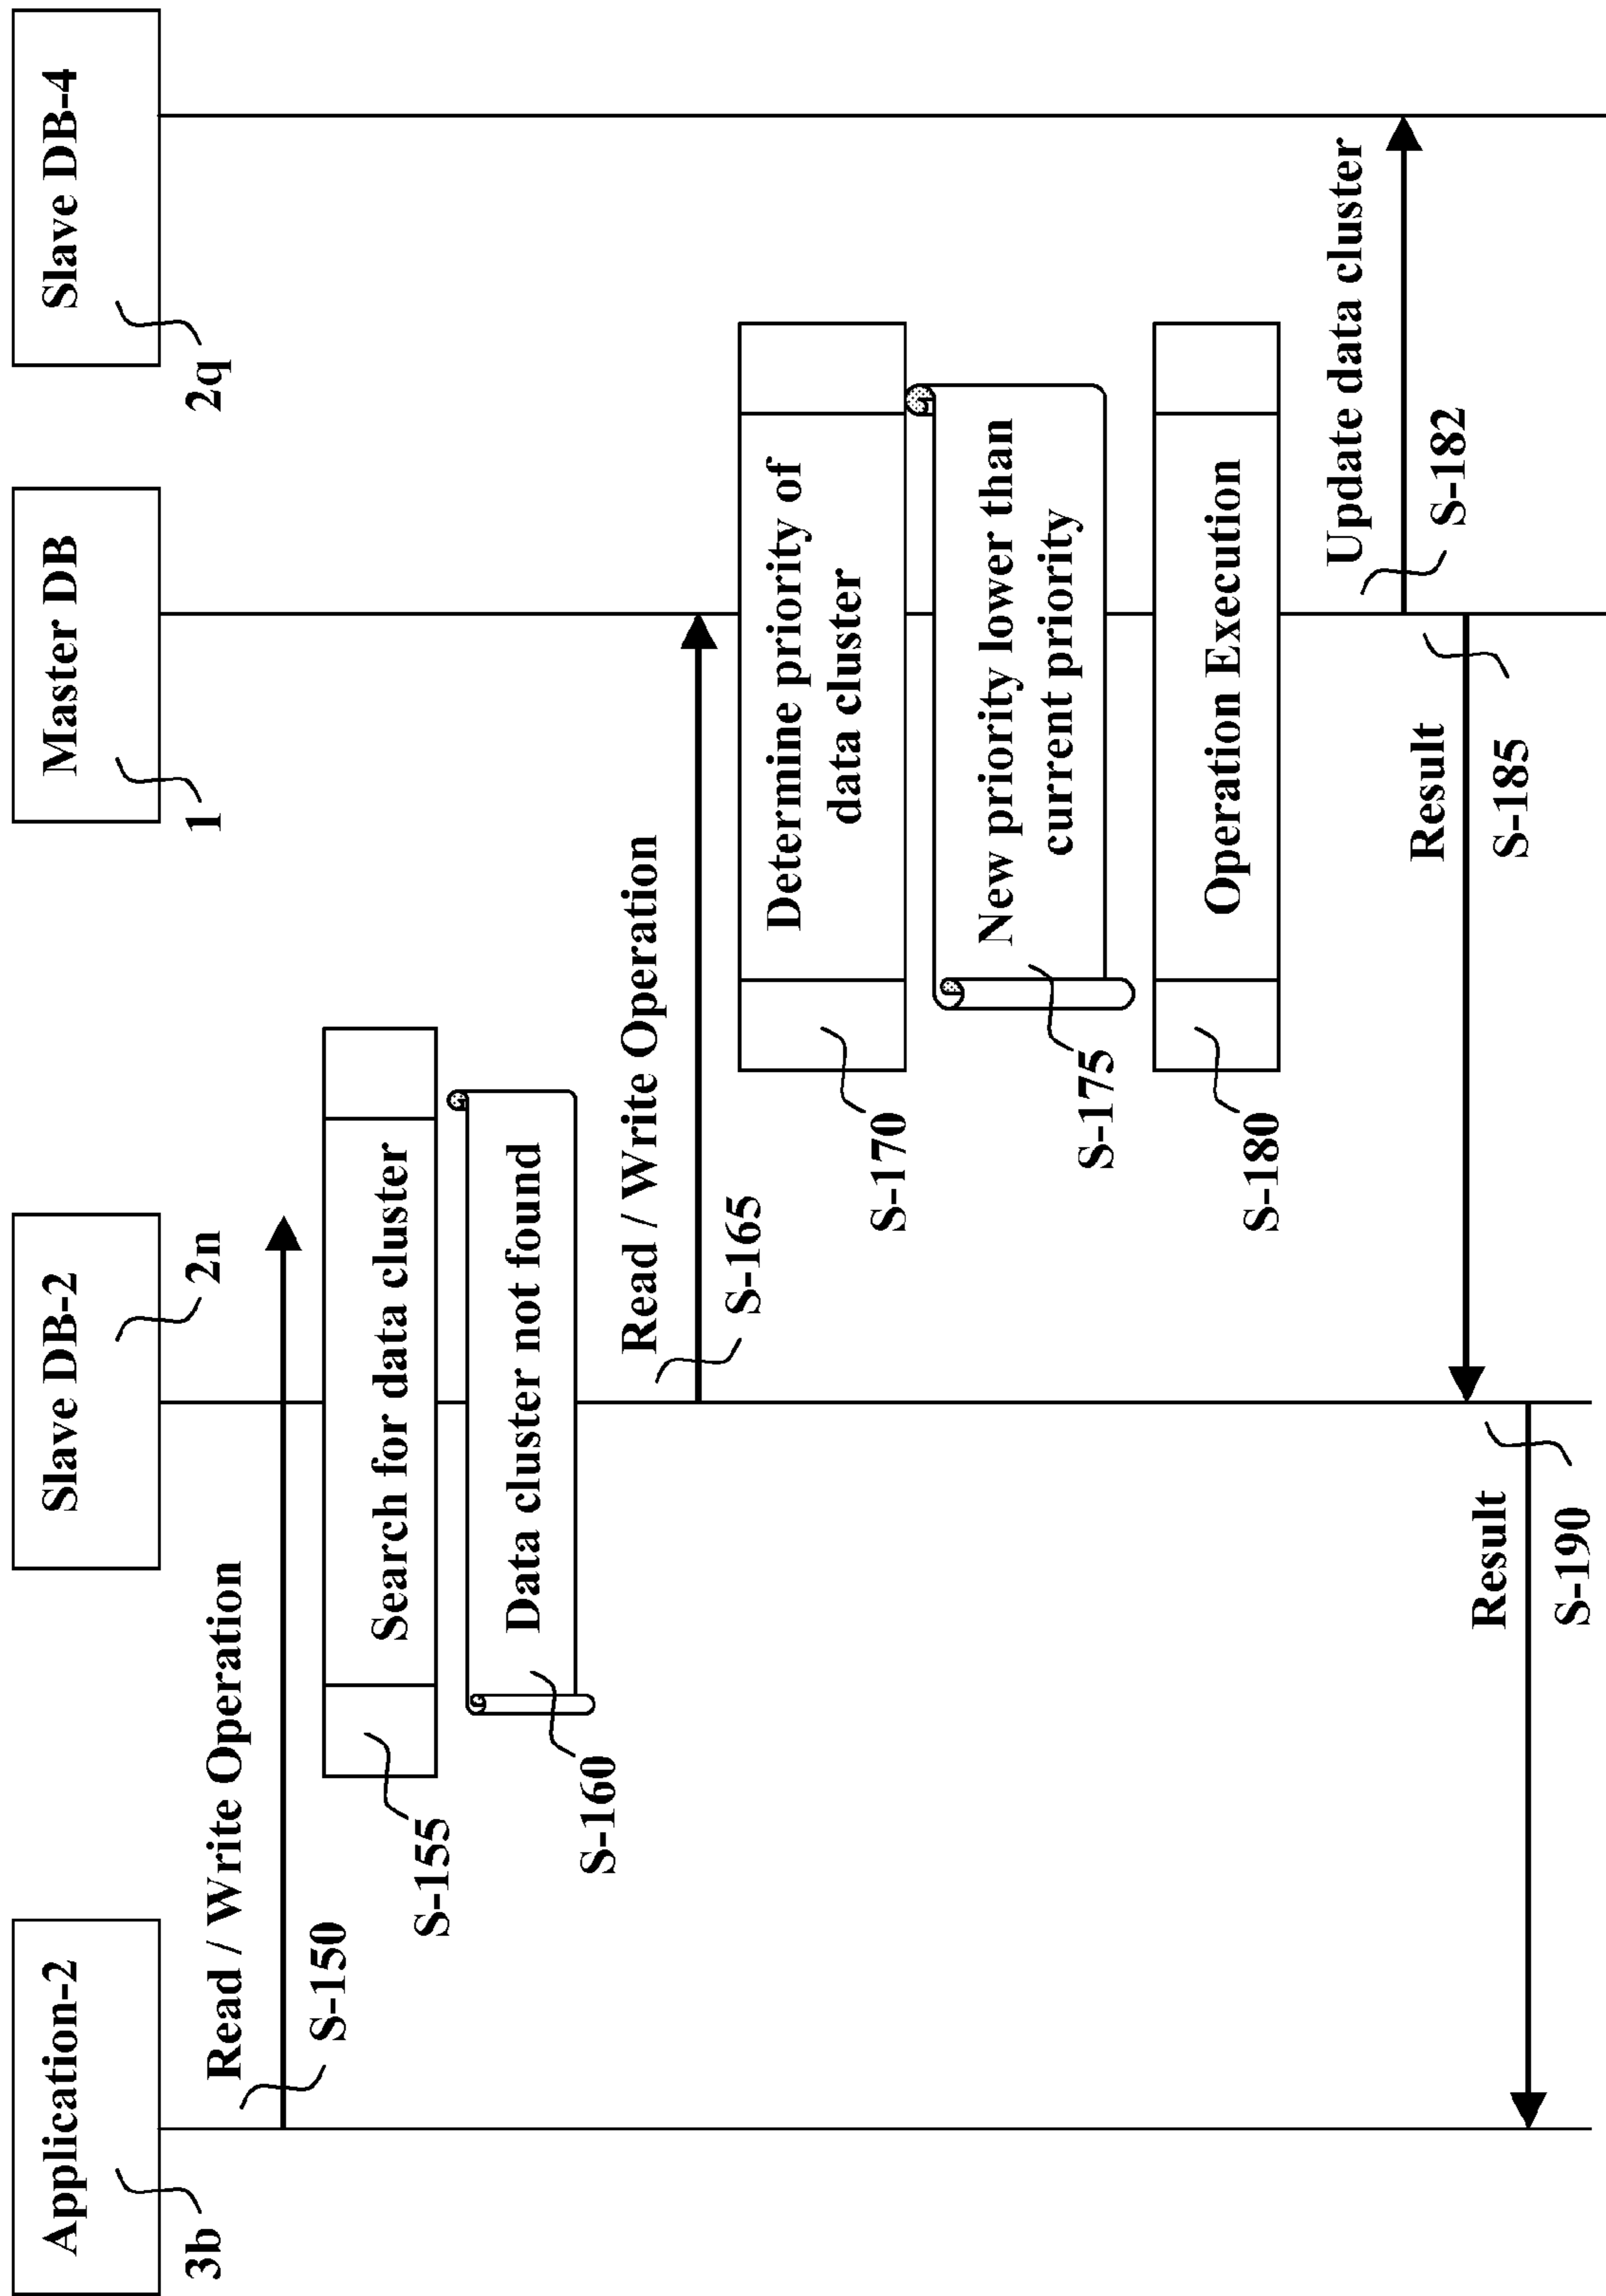 Application-2
3b
Slave DB-2
2n
Master DB
1
Slave DB-4
2q
Read / Write Operation
S-150
Search for data cluster
S-155
Data cluster not found
S-160
Read / Write Operation
S-165
Determine priority of
data cluster
S-170
New priority lower than
current priority
S-175
Operation Execution
S-180
Update data cluster
S-182
Result
S-185
Result
S-190